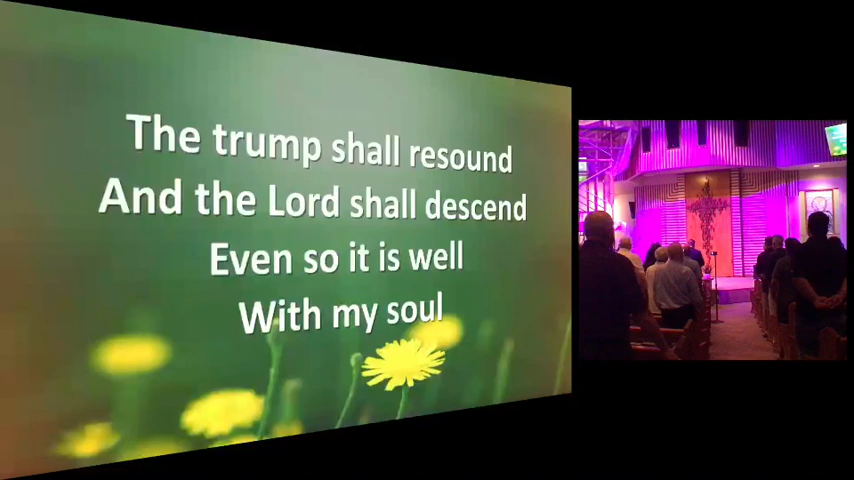 The trump shall resound
And the Lord shall descend
Even so it is well
With my soul